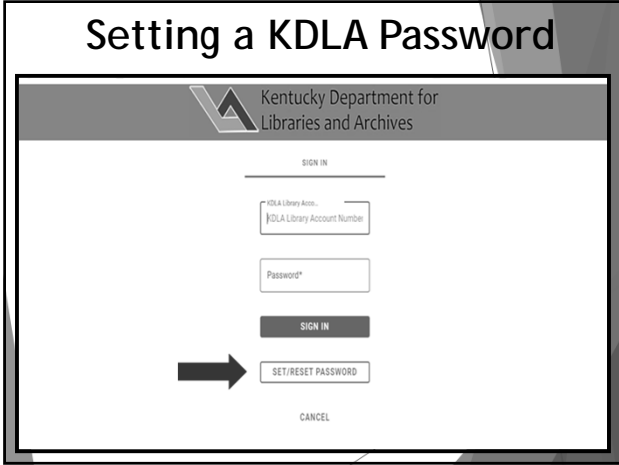 Setting a KDLA Password
Kentucky Department for
Libraries and Archives
SIGN IN
KDLA Library Acco...
KDLA Library Account Number
Password*
SIGN IN
SET/RESET PASSWORD
CANCEL